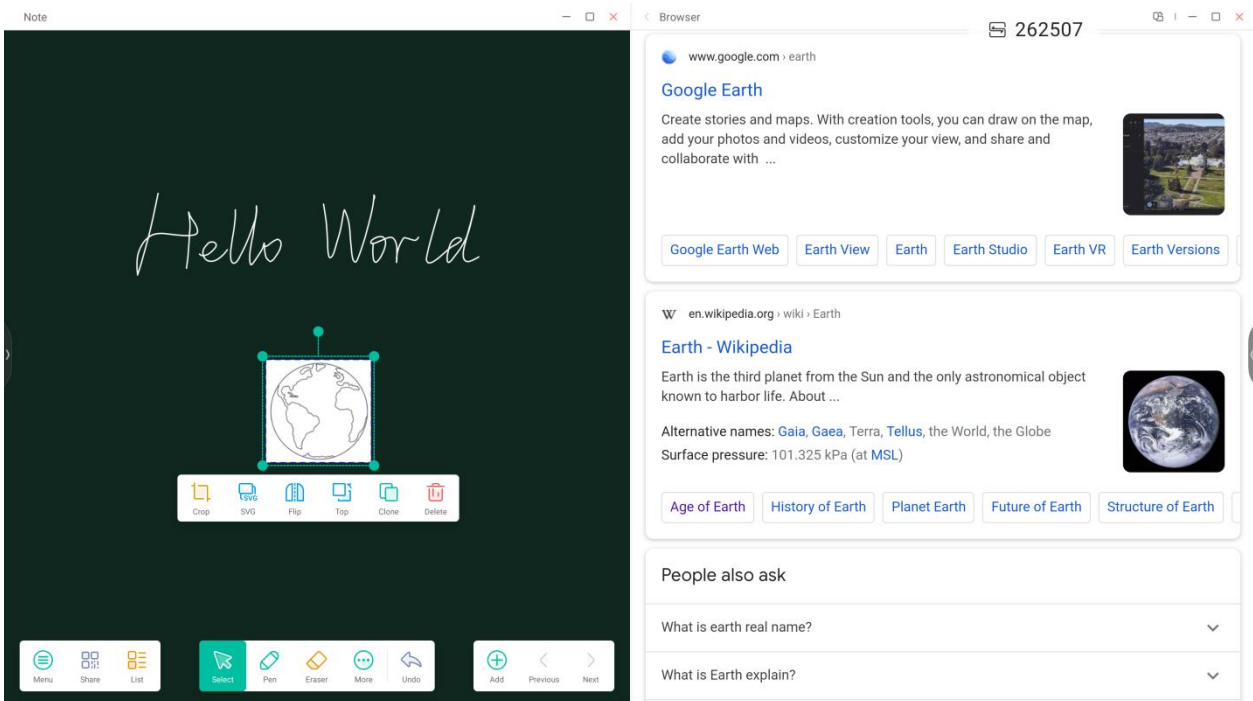 Note
Hello World
Crop SVG Flip Top Clone Delete
Menu Share List Select Pen Eraser More Undo Add Previous Next
Browser
262507
www.google.com › earth
Google Earth
Create stories and maps. With creation tools, you can draw on the map,
add your photos and videos, customize your view, and share and
collaborate with ...
Google Earth Web Earth View Earth Earth Studio Earth VR Earth Versions
W en.wikipedia.org › wiki › Earth
Earth - Wikipedia
Earth is the third planet from the Sun and the only astronomical object
known to harbor life. About ...
Alternative names: Gaia, Gaea, Terra, Tellus, the World, the Globe
Surface pressure: 101.325 kPa (at MSL)
Age of Earth History of Earth Planet Earth Future of Earth Structure of Earth
People also ask
What is earth real name?
What is Earth explain?